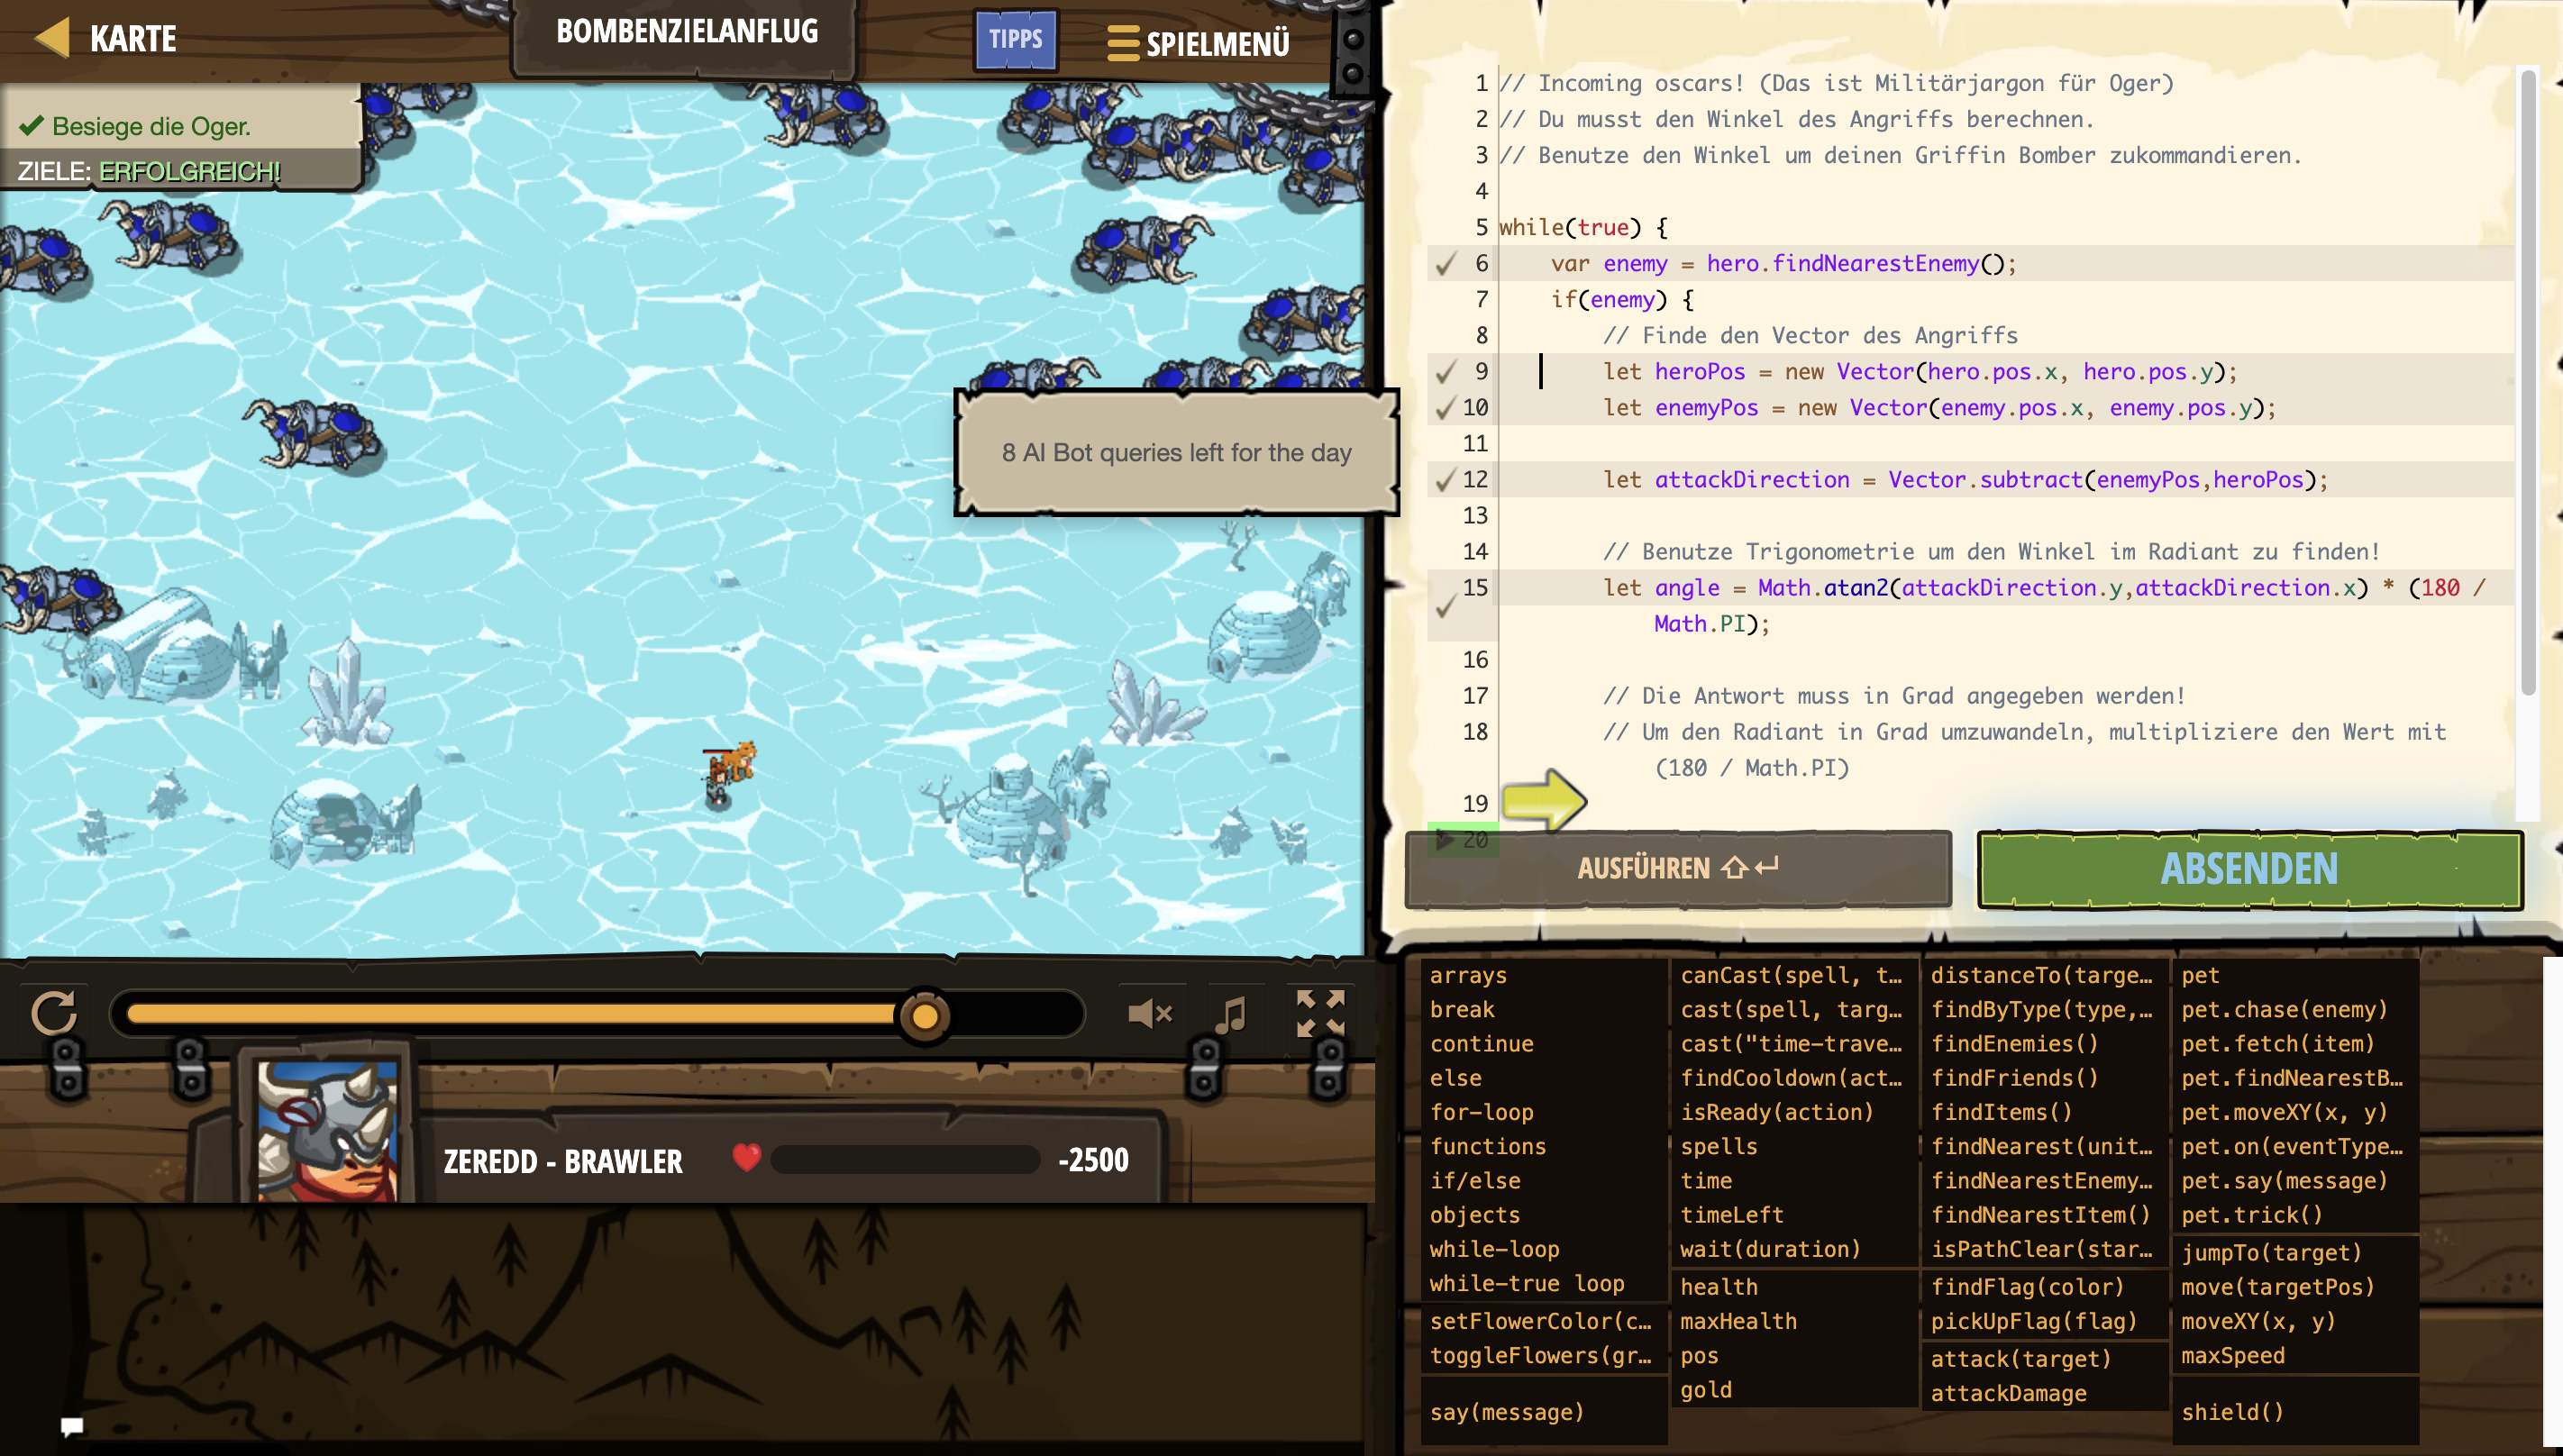 KARTE
BOMBENZIELANFLUG
TIPPS
SPIELMENÜ
Besiege die Oger.
ZIELE: ERFOLGREICH!
8 AI Bot queries left for the day
1 // Incoming oscars! (Das ist Militärjargon für Oger)
2 // Du musst den Winkel des Angriffs berechnen.
3 // Benutze den Winkel um deinen Griffin Bomber zukommandieren.
4
5 while(true) {
6 var enemy = hero.findNearestEnemy();
7 if(enemy) {
8 // Finde den Vector des Angriffs
9 let heroPos = new Vector(hero.pos.x, hero.pos.y);
10 let enemyPos = new Vector(enemy.pos.x, enemy.pos.y);
11
12 let attackDirection = Vector.subtract(enemyPos,heroPos);
13
14 // Benutze Trigonometrie um den Winkel im Radiant zu finden!
15 let angle = Math.atan2(attackDirection.y,attackDirection.x) * (180 /
Math.PI);
16
17 // Die Antwort muss in Grad angegeben werden!
18 // Um den Radiant in Grad umzuwandeln, multipliziere den Wert mit
(180 / Math.PI)
19
20
AUSFÜHREN
ABSENDEN
ZEREDD - BRAWLER
-2500
arrays
break
continue
else
for-loop
functions
if/else
objects
while-loop
while-true loop
setFlowerColor(c…
toggleFlowers(gr…
say(message)
canCast(spell, t…
cast(spell, targ…
cast("time-trave…
findCooldown(act…
isReady(action)
spells
time
timeLeft
wait(duration)
health
maxHealth
pos
gold
distanceTo(targe…
findByType(type,…
findEnemies()
findFriends()
findItems()
findNearest(unit…
findNearestEnemy…
findNearestItem()
isPathClear(star…
findFlag(color)
pickUpFlag(flag)
attack(target)
attackDamage
pet
pet.chase(enemy)
pet.fetch(item)
pet.findNearestB…
pet.moveXY(x, y)
pet.on(eventType…
pet.say(message)
pet.trick()
jumpTo(target)
move(targetPos)
moveXY(x, y)
maxSpeed
shield()